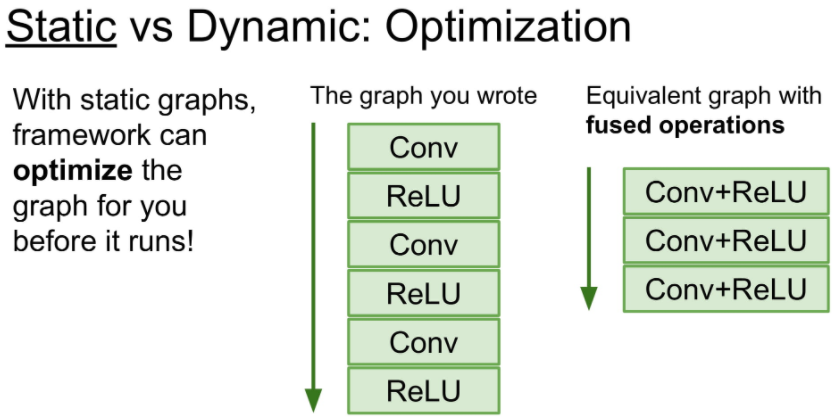 Static vs Dynamic: Optimization
With static graphs,
framework can
optimize the
graph for you
before it runs!
The graph you wrote
Conv
ReLU
Conv
ReLU
Conv
ReLU
Equivalent graph with
fused operations
Conv+ReLU
Conv+ReLU
Conv+ReLU